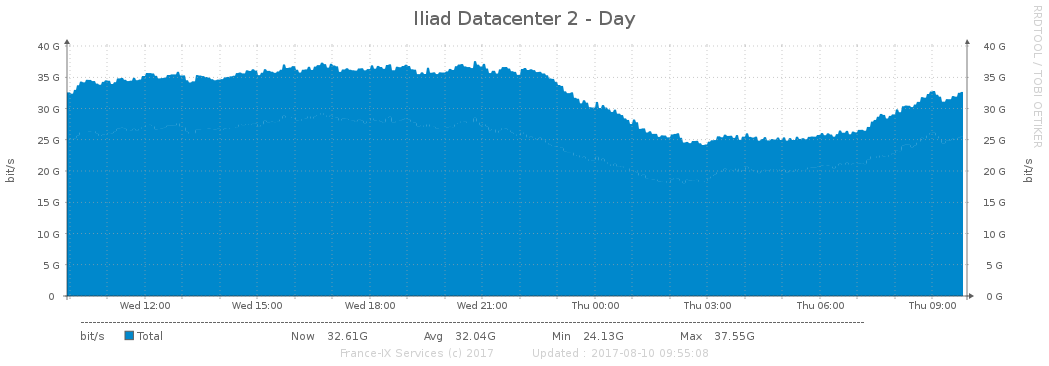 Iliad Datacenter 2 - Day
RRDTOOL / TOBI OETIKER
40 G 40 G
35 G 35 G
30 G 30 G
25 G 25 G
20 G 20 G
15 G 15 G
10 G 10 G
5 G 5 G
0 0 G
bit/s bit/s
Wed 12:00 Wed 15:00 Wed 18:00 Wed 21:00 Thu 00:00 Thu 03:00 Thu 06:00 Thu 09:00
bit/s Total Now 32.61G Avg 32.04G Min 24.13G Max 37.55G
France-IX Services (c) 2017 Updated : 2017-08-10 09:55:08